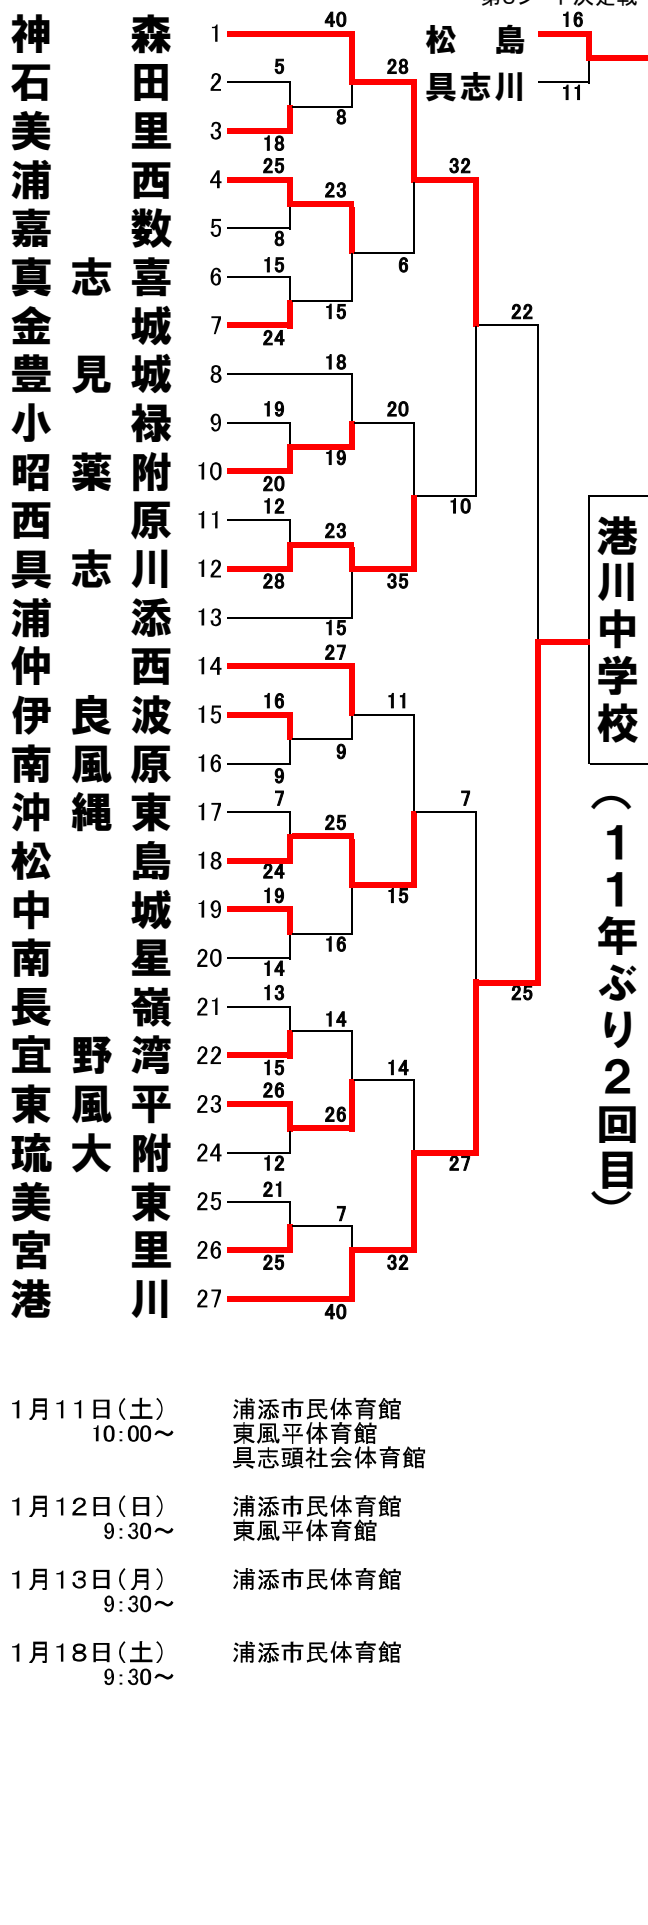 神森 1 40
石田 2 5
美里 3 18
浦西 4 25
嘉数 5 8
真志喜 6 15
金城 7 24
豊見城 8 18
小禄 9 19
昭薬附 10 20
西原 11 12
具志川 12 28
浦添 13 15
仲西 14 27
伊良波 15 16
南風原 16 9
沖縄東 17 7
松島 18 24
中城 19 19
南星 20 14
長嶺 21 13
宜野湾 22 15
東風平 23 26
琉大附 24 12
美東 25 21
宮里 26 25
港川 27 40
8
23
15
19
23
9
25
16
14
26
7
28
6
20
35
11
15
14
32
32
10
7
27
22
25
松島 16
具志川 11
港川中学校
(11年ぶり2回目)
1月11日(土) 浦添市民体育館
10:00～ 東風平体育館
具志頭社会体育館
1月12日(日) 浦添市民体育館
9:30～ 東風平体育館
1月13日(月) 浦添市民体育館
9:30～
1月18日(土) 浦添市民体育館
9:30～